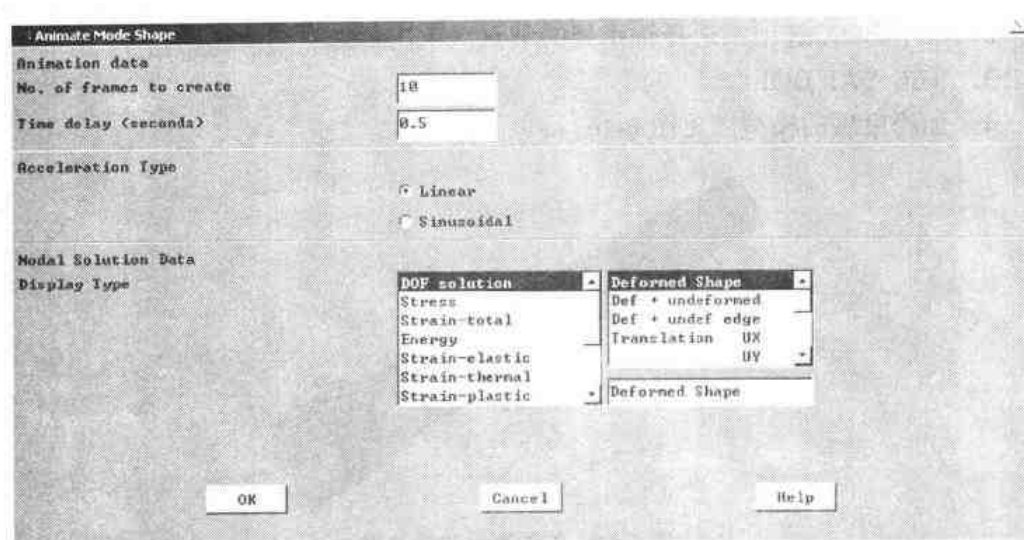 Animate Mode Shape
Animation data
No. of frames to create
10
Time delay (seconds)
0.5
Acceleration Type
Linear
Sinusoidal
Nodal Solution Data
Display Type
DOF solution
Stress
Strain-total
Energy
Strain-elastic
Strain-thermal
Strain-plastic
Deformed Shape
Def + undeformed
Def + undef edge
Translation UX
UY
Deformed Shape
OK
Cancel
Help